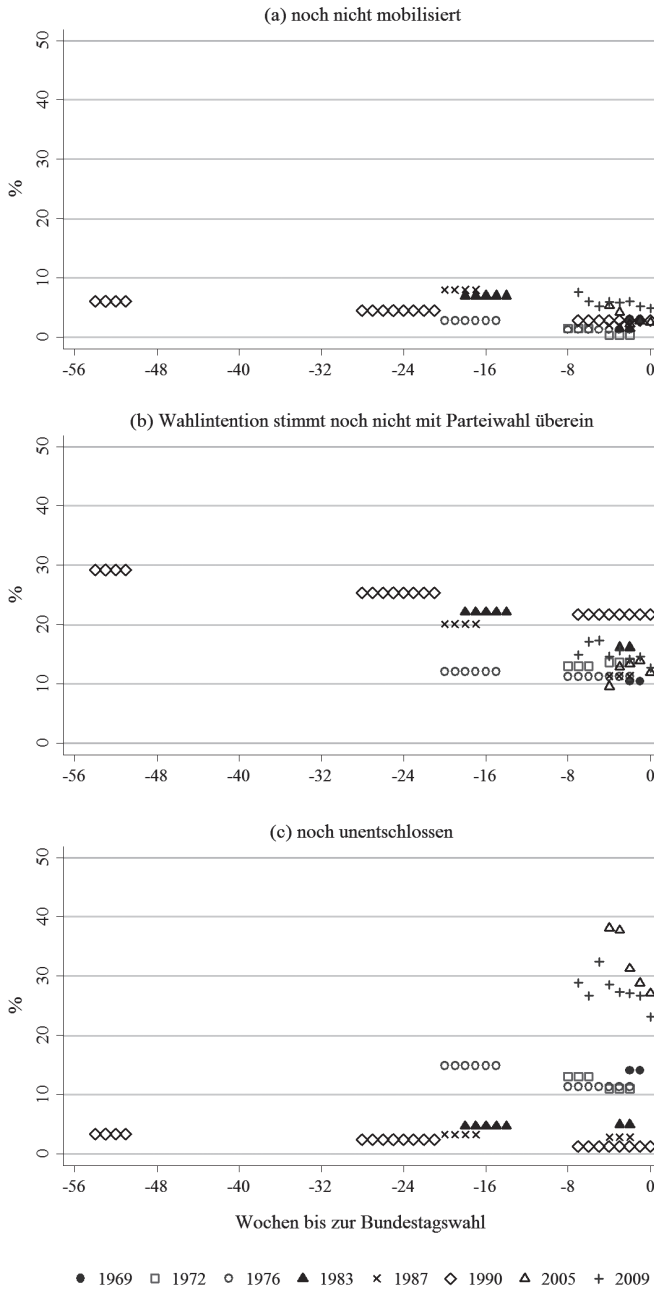 (a) noch nicht mobilisiert
50
40
30
20
10
0
%
-56 -48 -40 -32 -24 -16 -8 0
(b) Wahlintention stimmt noch nicht mit Parteiwahl überein
50
40
30
20
10
0
%
-56 -48 -40 -32 -24 -16 -8 0
(c) noch unentschlossen
50
40
30
20
10
0
%
-56 -48 -40 -32 -24 -16 -8 0
Wochen bis zur Bundestagswahl
1969 1972 1976 1983 1987 1990 2005 2009